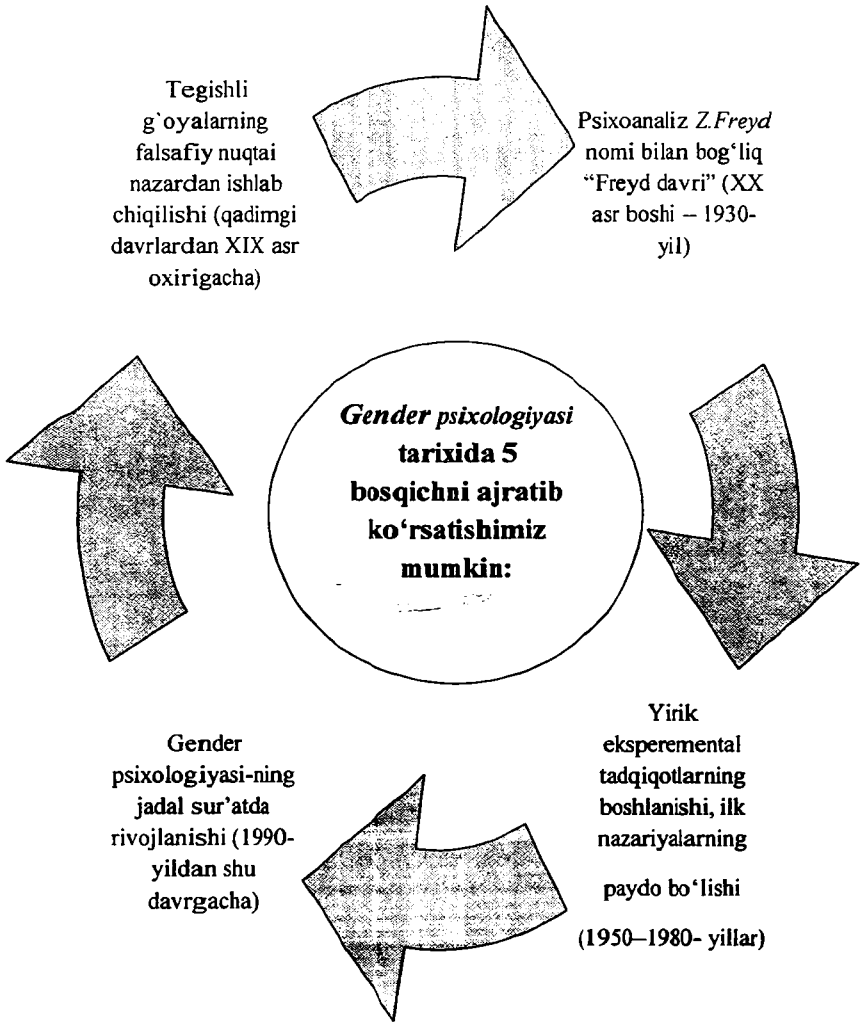 Tegishli
g`oyalarning
falsafiy nuqtai
nazardan ishlab
chiqilishi (qadimgi
davrlardan XIX asr
oxirigacha)
Psixoanaliz Z.Freyd
nomi bilan bog‘liq
“Freyd davri” (XX
asr boshi – 1930-
yil)
Gender psixologiyasi
tarixida 5
bosqichni ajratib
ko‘rsatishimiz
mumkin:
Yirik
eksperemental
tadqiqotlarning
boshlanishi, ilk
nazariyalarning
paydo bo‘lishi
(1950–1980- yillar)
Gender
psixologiyasi-ning
jadal sur’atda
rivojlanishi (1990-
yildan shu
davrgacha)